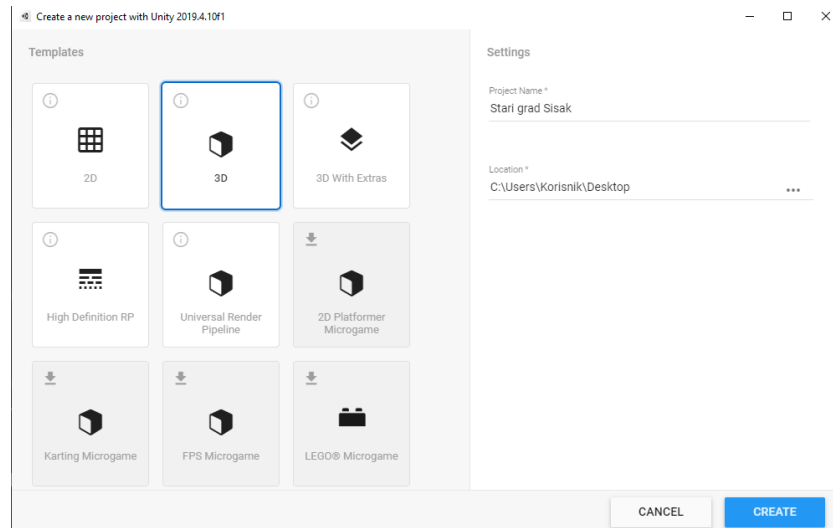 Create a new project with Unity 2019.4.10f1
Templates
2D
3D
3D With Extras
High Definition RP
Universal Render
Pipeline
2D Platformer
Microgame
Karting Microgame
FPS Microgame
LEGO® Microgame
Settings
Project Name *
Stari grad Sisak
Location *
C:\Users\Korisnik\Desktop
CANCEL
CREATE